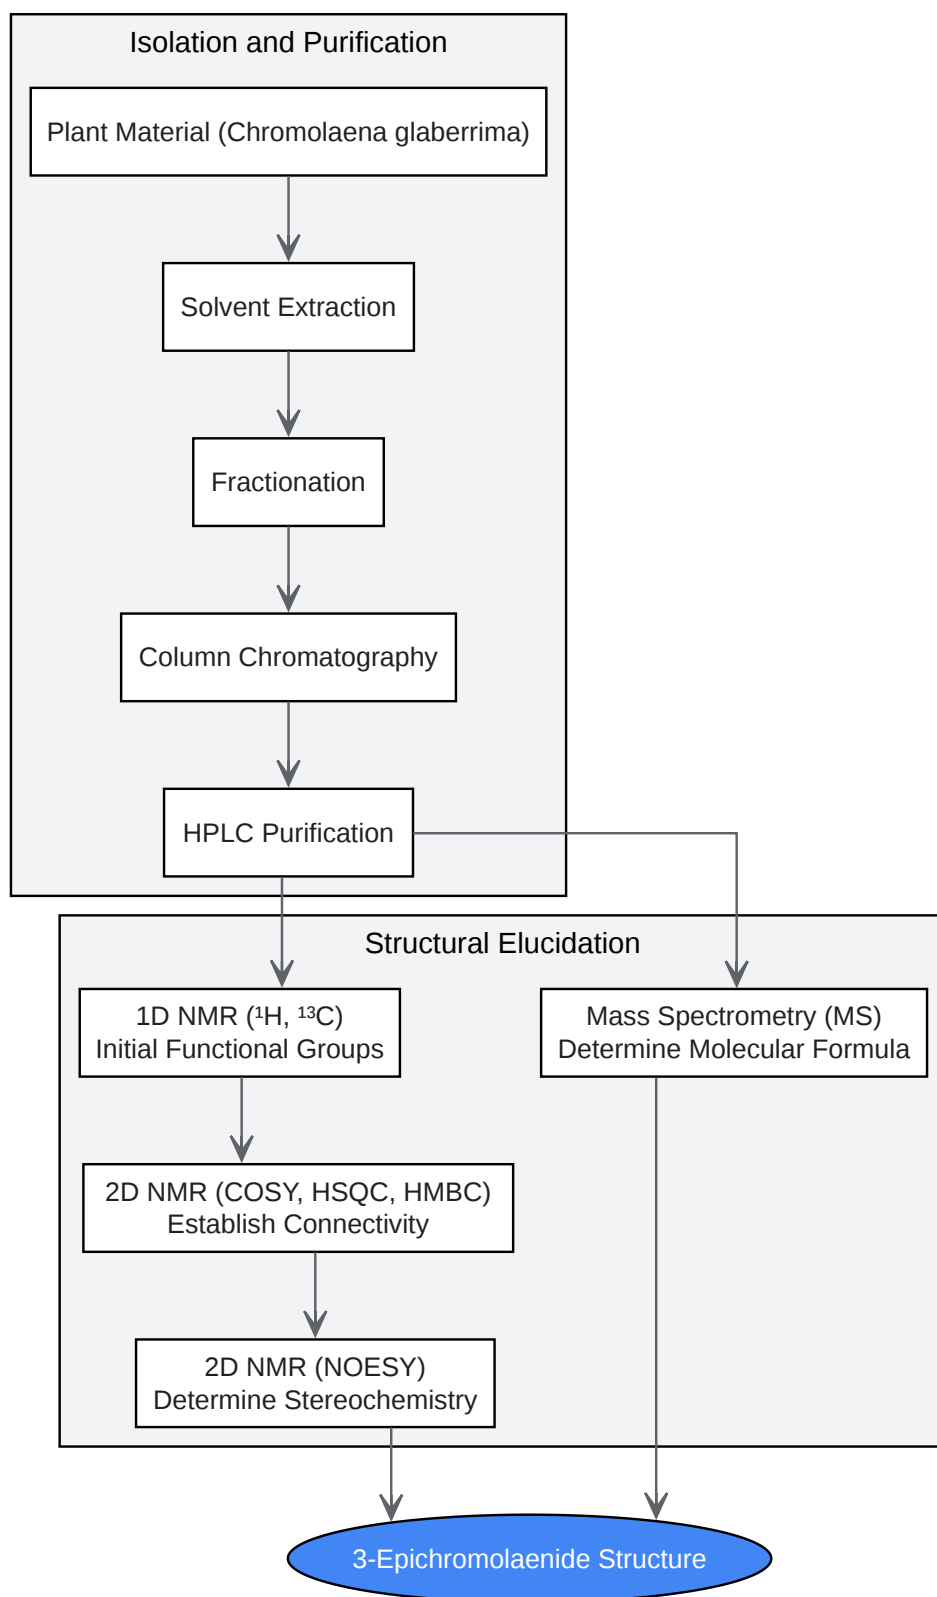 Isolation and Purification
Plant Material (Chromolaena glaberrima)
Solvent Extraction
Fractionation
Column Chromatography
HPLC Purification
Structural Elucidation
1D NMR (¹H, ¹³C)
Initial Functional Groups
Mass Spectrometry (MS)
Determine Molecular Formula
2D NMR (COSY, HSQC, HMBC)
Establish Connectivity
2D NMR (NOESY)
Determine Stereochemistry
3-Epichromolaenide Structure